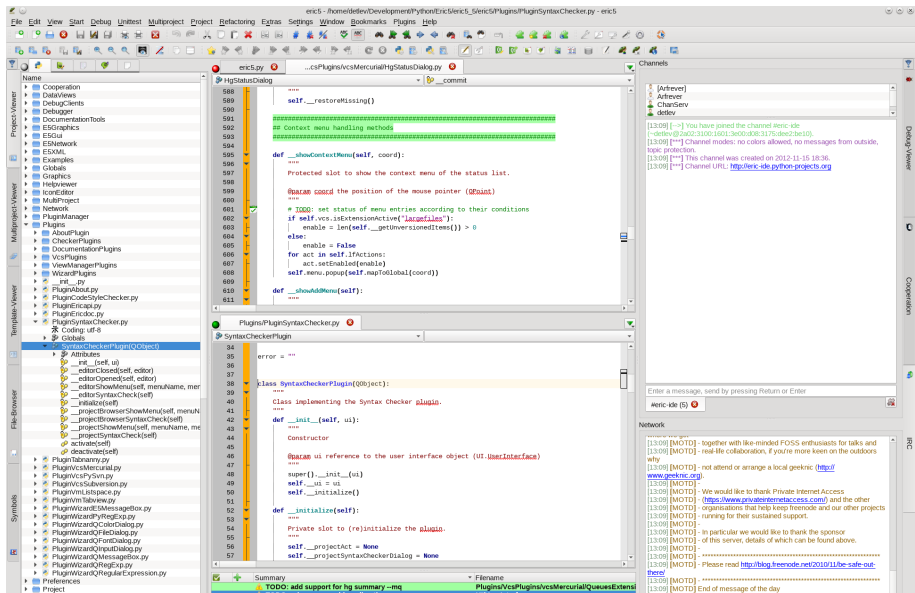 eric5 - /home/detlev/Development/Python/Eric5/eric5_5/eric5/Plugins/PluginSyntaxChecker.py - eric5
File Edit View Start Debug Unittest Multiproject Project Refactoring Extras Settings Window Bookmarks Plugins Help
Project-Viewer
Multiproject-Viewer
Template-Viewer
File-Browser
Symbols
Name
Cooperation
DataViews
DebugClients
Debugger
DocumentationTools
E5Graphics
E5Gui
E5Network
E5XML
Examples
Globals
Graphics
Helpviewer
IconEditor
MultiProject
Network
PluginManager
Plugins
AboutPlugin
CheckerPlugins
DocumentationPlugins
VcsPlugins
ViewManagerPlugins
WizardPlugins
__init__.py
PluginAbout.py
PluginCodeStyleChecker.py
PluginEricapi.py
PluginEricdoc.py
PluginSyntaxChecker.py
Coding: utf-8
Globals
SyntaxCheckerPlugin(QObject)
Attributes
__init__(self, ui)
__editorClosed(self, editor)
__editorOpened(self, editor)
__editorShowMenu(self, menuName, mer
__editorSyntaxCheck(self)
__initialize(self)
__projectBrowserShowMenu(self, menuN
__projectBrowserSyntaxCheck(self)
__projectShowMenu(self, menuName, me
__projectSyntaxCheck(self)
activate(self)
deactivate(self)
PluginTabnanny.py
PluginVcsMercurial.py
PluginVcsPySvn.py
PluginVcsSubversion.py
PluginVmListspace.py
PluginVmTabview.py
PluginWizardE5MessageBox.py
PluginWizardPyRegExp.py
PluginWizardQColorDialog.py
PluginWizardQFileDialog.py
PluginWizardQFontDialog.py
PluginWizardQInputDialog.py
PluginWizardQMessageBox.py
PluginWizardQRegExp.py
PluginWizardQRegularExpression.py
Preferences
Project
eric5.py ...csPlugins/vcsMercurial/HgStatusDialog.py
HgStatusDialog __commit
588 """
589 self.__restoreMissing()
590
591 ####################################################################
592 ## Context menu handling methods
593 ####################################################################
594
595 def __showContextMenu(self, coord):
596 """
597 Protected slot to show the context menu of the status list.
598
599 @param coord the position of the mouse pointer (QPoint)
600 """
601 # TODO: set status of menu entries according to their conditions
602 if self.vcs.isExtensionActive("largefiles"):
603 enable = len(self.__getUnversionedItems()) > 0
604 else:
605 enable = False
606 for act in self.lfActions:
607 act.setEnabled(enable)
608 self.menu.popup(self.mapToGlobal(coord))
609
610 def __showAddMenu(self):
611 """
Plugins/PluginSyntaxChecker.py
SyntaxCheckerPlugin
34
35 error = ""
36
37
38 class SyntaxCheckerPlugin(QObject):
39 """
40 Class implementing the Syntax Checker plugin.
41 """
42 def __init__(self, ui):
43 """
44 Constructor
45
46 @param ui reference to the user interface object (UI.UserInterface)
47 """
48 super().__init__(ui)
49 self.__ui = ui
50 self.__initialize()
51
52 def __initialize(self):
53 """
54 Private slot to (re)initialize the plugin.
55 """
56 self.__projectAct = None
57 self.__projectSyntaxCheckerDialog = None
Summary Filename
TODO: add support for hg summary --mq Plugins/VcsPlugins/vcsMercurial/QueuesExtensi
Channels
[Arfrever]
Arfrever
ChanServ
detlev
[13:09] [-->] You have joined the channel #eric-ide
(~detlev@2a02:3100:1601:3e00:d08:3175:dee2:be10).
[13:09] [***] Channel modes: no colors allowed, no messages from outside,
topic protection.
[13:09] [***] This channel was created on 2012-11-15 18:36.
[13:09] [***] Channel URL: http://eric-ide.python-projects.org
Enter a message, send by pressing Return or Enter
#eric-ide (5)
Network
[13:09] [MOTD] - together with like-minded FOSS enthusiasts for talks and
[13:09] [MOTD] - real-life collaboration, if you're more keen on the outdoors
why
[13:09] [MOTD] - not attend or arrange a local geeknic (http://
www.geeknic.org).
[13:09] [MOTD] -
[13:09] [MOTD] - We would like to thank Private Internet Access
[13:09] [MOTD] - (https://www.privateinternetaccess.com/) and the other
[13:09] [MOTD] - organisations that help keep freenode and our other projects
[13:09] [MOTD] - running for their sustained support.
[13:09] [MOTD] -
[13:09] [MOTD] - In particular we would like to thank the sponsor
[13:09] [MOTD] - of this server, details of which can be found above.
[13:09] [MOTD] -
[13:09] [MOTD] - ******************************************************
[13:09] [MOTD] - Please read http://blog.freenode.net/2010/11/be-safe-out-
there/
[13:09] [MOTD] - ******************************************************
[13:09] [MOTD] End of message of the day
Debug-Viewer
Cooperation
IRC